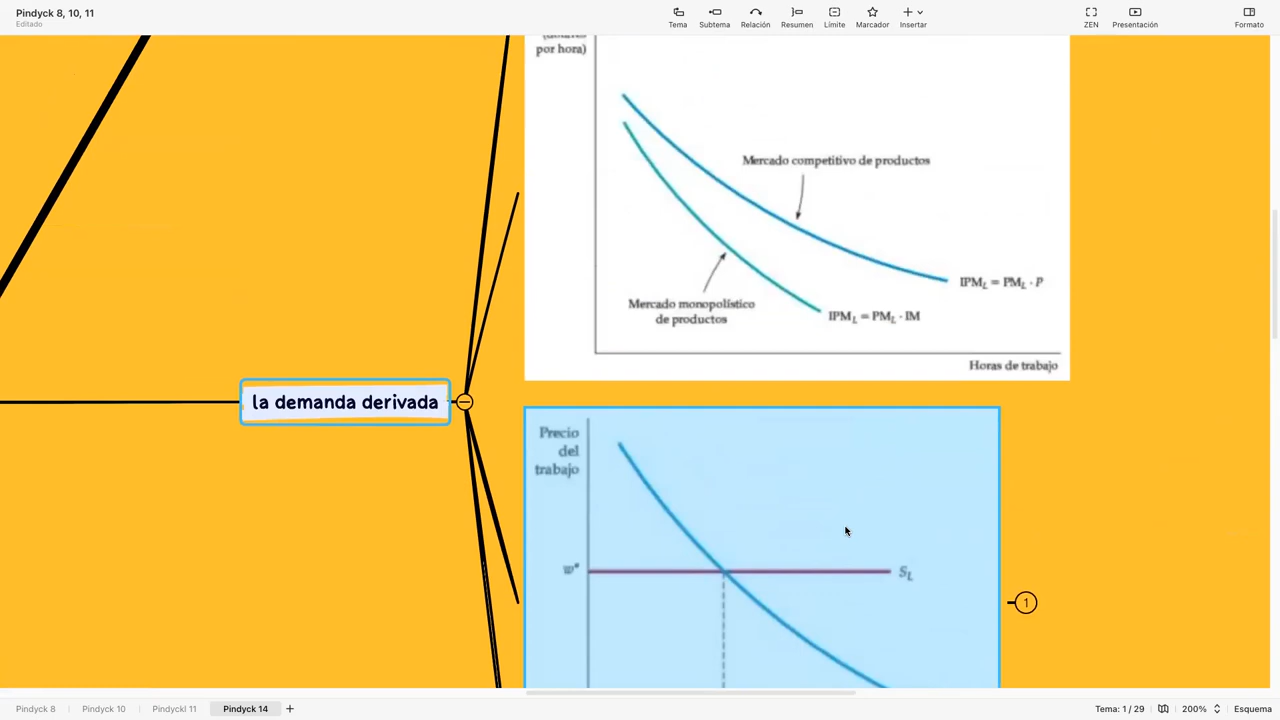 Pindyck 8, 10, 11
Editado
Tema
Subtema
Relación
Resumen
Límite
Marcador
Insertar
ZEN
Presentación
Formato
por hora)
Mercado competitivo de productos
IPM_L = PM_L · P
Mercado monopolístico
de productos
IPM_L = PM_L · IM
Horas de trabajo
la demanda derivada
Precio
del
trabajo
w*
S_L
1
Pindyck 8
Pindyck 10
Pindyckl 11
Pindyck 14
Tema: 1 / 29
200%
Esquema